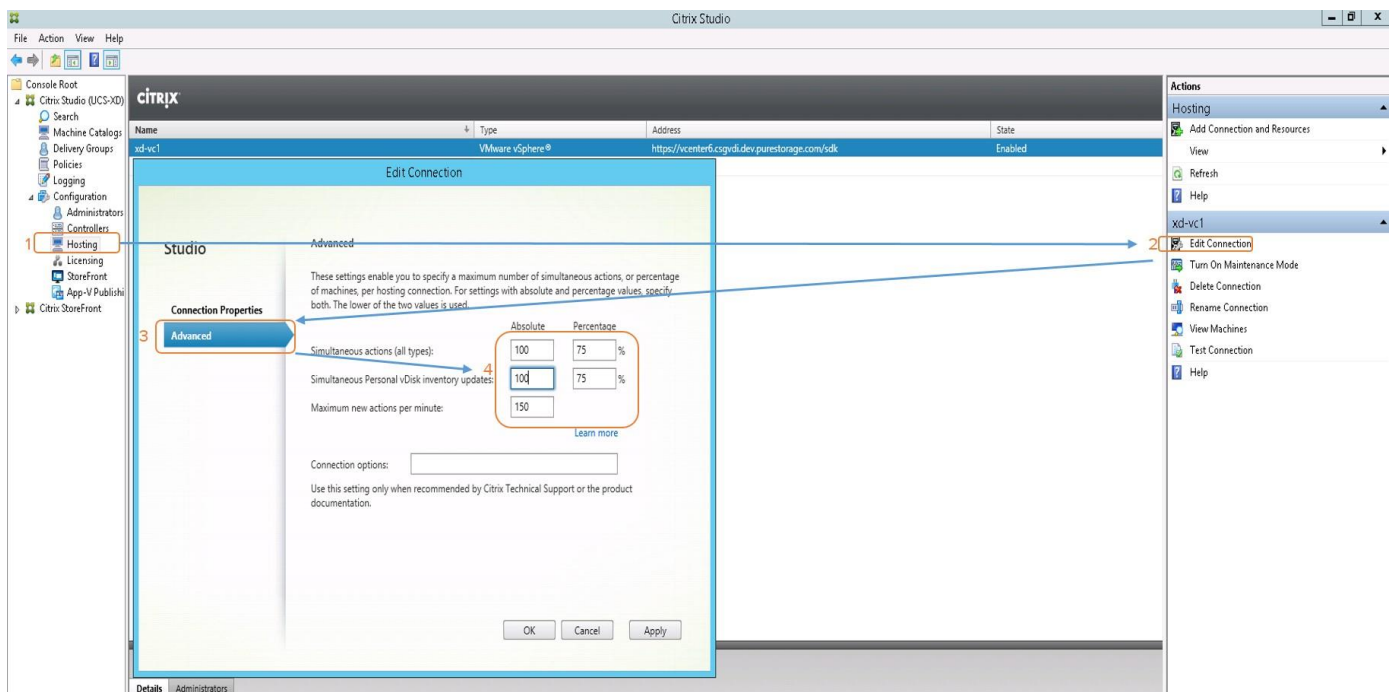 Citrix Studio
File Action View Help
Console Root
Citrix Studio (UCS-XD)
Search
Machine Catalogs
Delivery Groups
Policies
Logging
Configuration
Administrators
Controllers
1 Hosting
Licensing
StoreFront
App-V Publishi
Citrix StoreFront
CITRIX
Name Type Address State
xd-vc1 VMware vSphere® https://vcenter6.csgvdi.dev.purestorage.com/sdk Enabled
Edit Connection
Studio
Connection Properties
3 Advanced
Advanced
These settings enable you to specify a maximum number of simultaneous actions, or percentage
of machines, per hosting connection. For settings with absolute and percentage values, specify
both. The lower of the two values is used.
Absolute Percentage
Simultaneous actions (all types): 100 75 %
4
Simultaneous Personal vDisk inventory updates: 100 75 %
Maximum new actions per minute: 150
Learn more
Connection options:
Use this setting only when recommended by Citrix Technical Support or the product
documentation.
OK Cancel Apply
Details Administrators
Actions
Hosting
Add Connection and Resources
View
Refresh
Help
xd-vc1
2 Edit Connection
Turn On Maintenance Mode
Delete Connection
Rename Connection
View Machines
Test Connection
Help